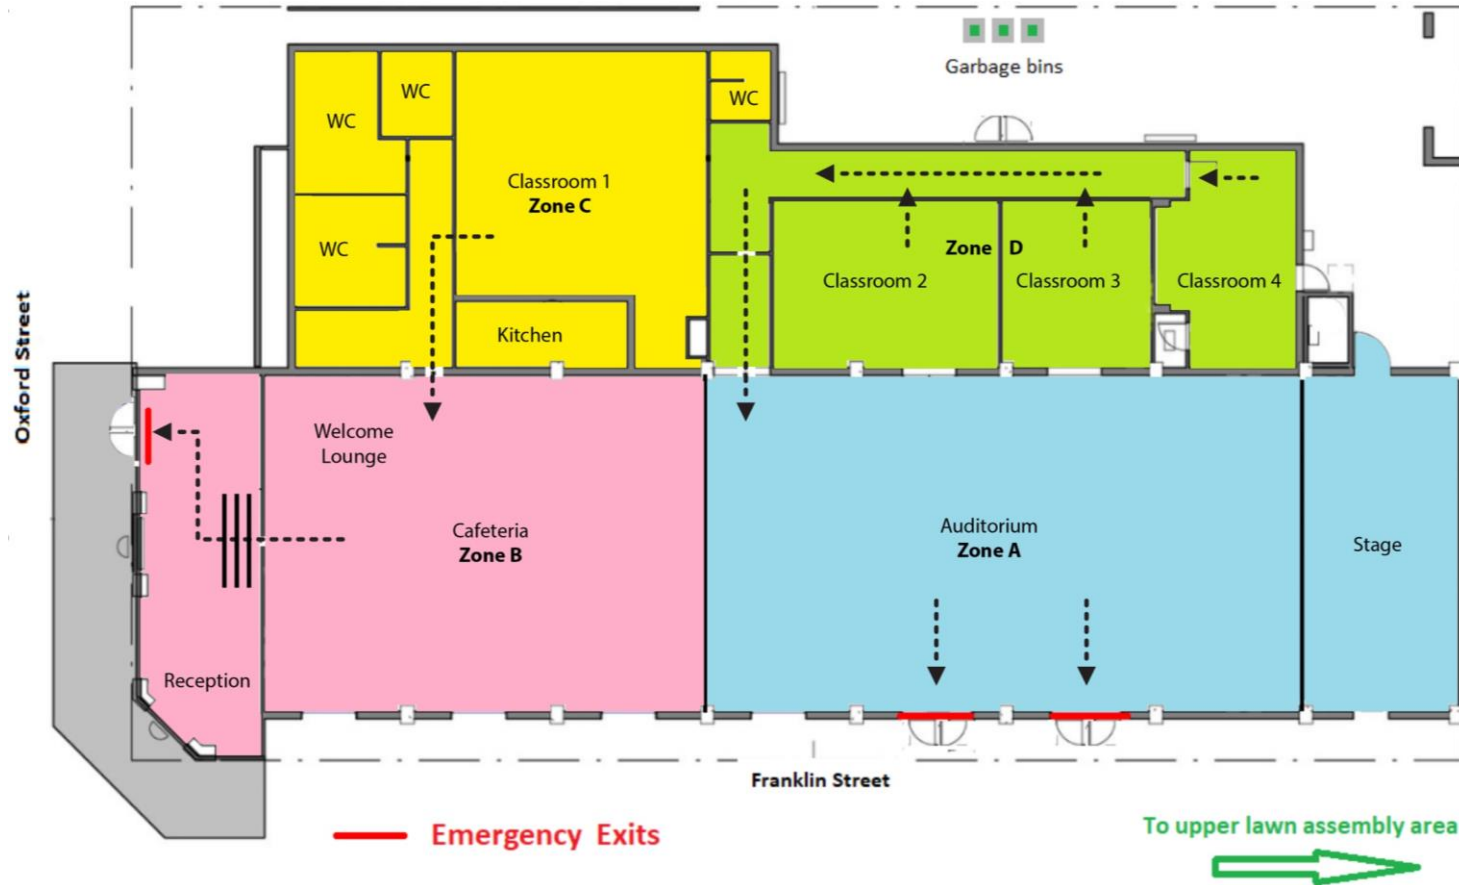 Garbage bins
WC
WC
WC
Classroom 1
Zone C
WC
Zone D
Classroom 2
Classroom 3
Classroom 4
Kitchen
Oxford Street
Welcome
Lounge
Cafeteria
Zone B
Auditorium
Zone A
Stage
Reception
Franklin Street
Emergency Exits
To upper lawn assembly area